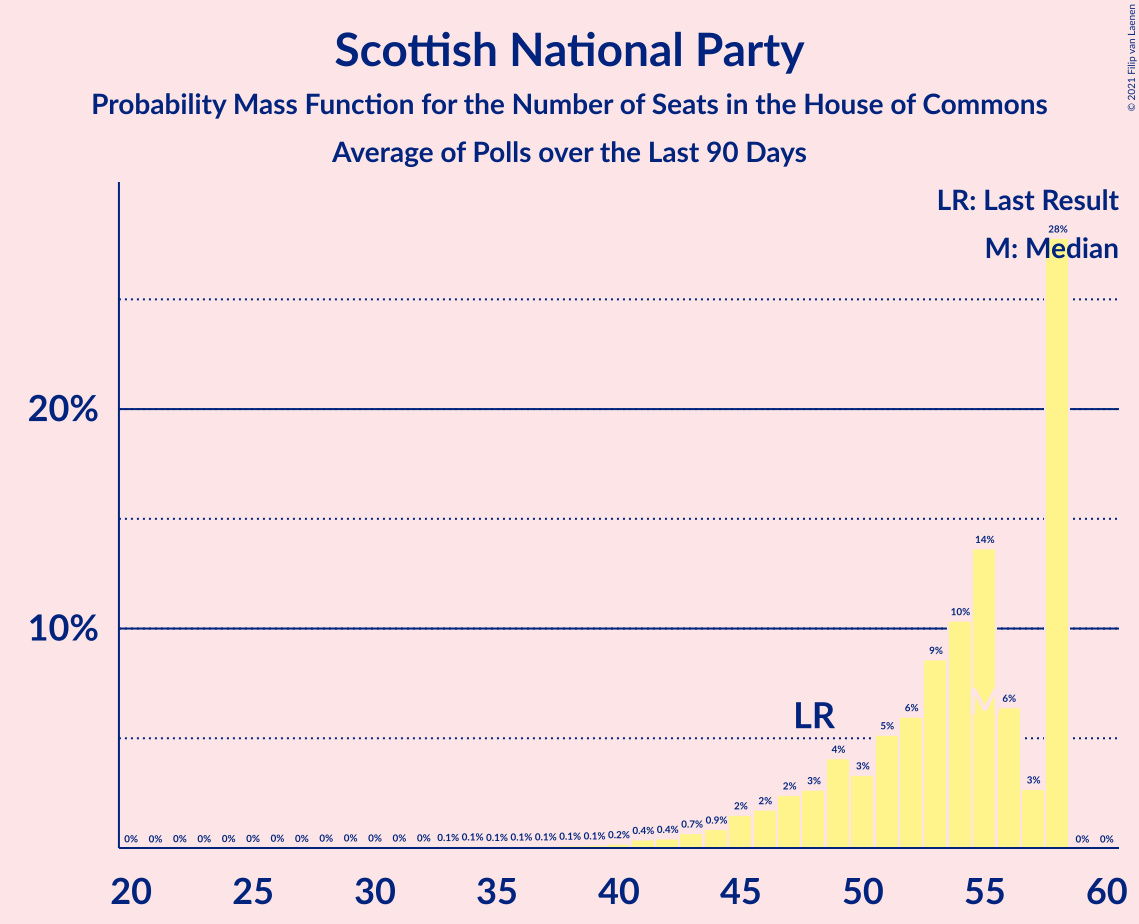 Scottish National Party
Probability Mass Function for the Number of Seats in the House of Commons
Average of Polls over the Last 90 Days
© 2021 Filip van Laenen
LR: Last Result
M: Median
20%
10%
LR
M
0% 0% 0% 0% 0% 0% 0% 0% 0% 0% 0% 0% 0% 0.1% 0.1% 0.1% 0.1% 0.1% 0.1% 0.1% 0.2% 0.4% 0.4% 0.7% 0.9% 2% 2% 2% 3% 4% 3% 5% 6% 9% 10% 14% 6% 3% 28% 0% 0%
20 25 30 35 40 45 50 55 60